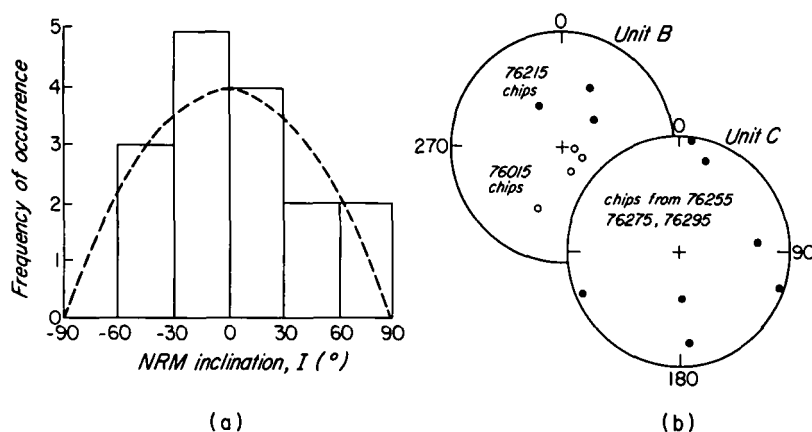 Frequency of occurrence
5
4
3
2
1
0
-90
-60
-30
0
30
60
90
NRM inclination, I (°)
(a)
0
Unit B
76215
chips
270
76015
chips
0
Unit C
chips from 76255
76275, 76295
90
180
(b)